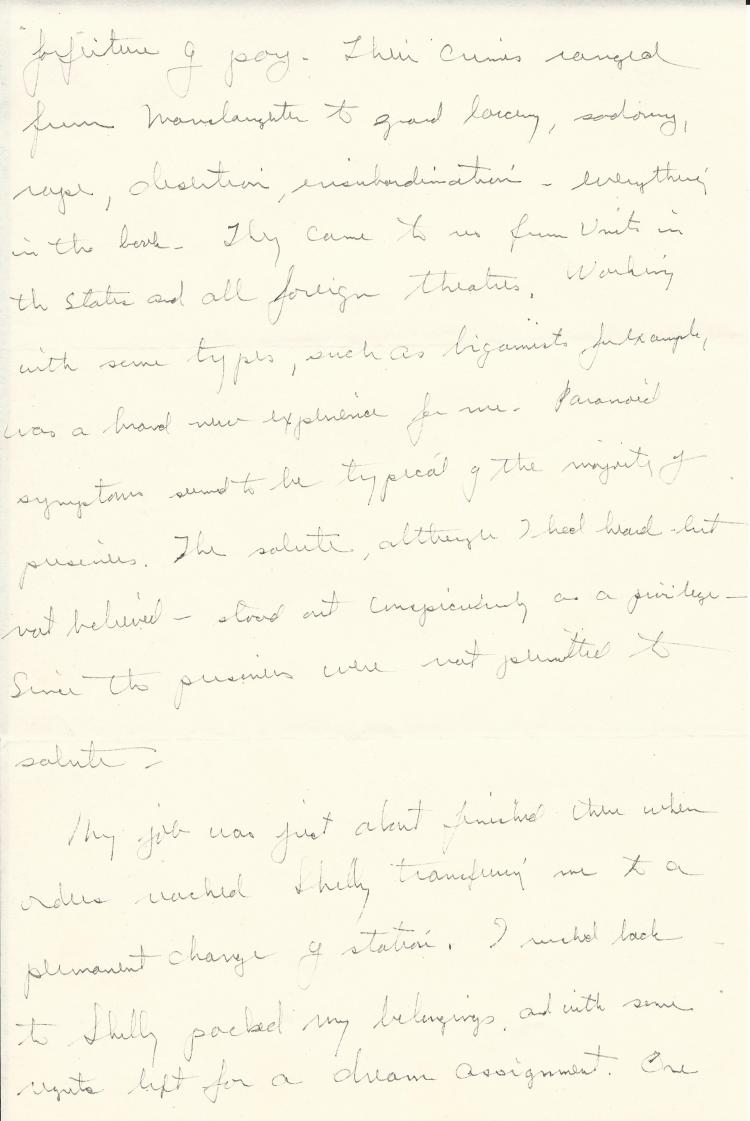 forfeiture of pay. Their crimes ranged
from Manslaughter to grand larceny, sodomy,
rape, desertion, insubordination - everything
in the book - They came to us from Units in
the States and all foreign theatres. Working
with some types, such as bigamists for example,
was a brand new experience for me. Paranoid
symptoms seemed to be typical of the majority of
prisoners. The salute, although I had heard - but
not believed - stood out conspicuously as a privilege -
Since the prisoners were not permitted to
salute -
My job was just about finished there when
orders reached Shelby transferring me to a
permanent change of station. I rushed back
to Shelby packed my belongings, and with some
regrets left for a dream assignment. One